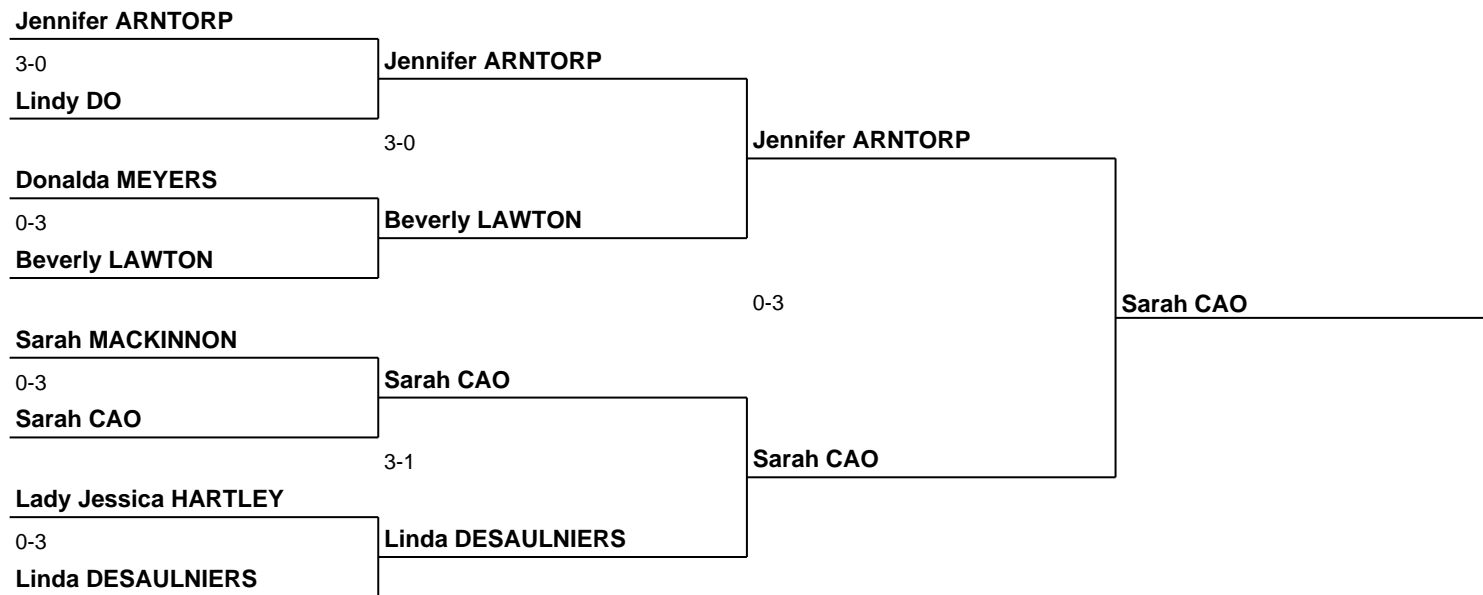 Jennifer ARNTORP
3-0
Lindy DO
Donalda MEYERS
0-3
Beverly LAWTON
Sarah MACKINNON
0-3
Sarah CAO
Lady Jessica HARTLEY
0-3
Linda DESAULNIERS
Jennifer ARNTORP
3-0
Beverly LAWTON
Sarah CAO
3-1
Linda DESAULNIERS
Jennifer ARNTORP
0-3
Sarah CAO
Sarah CAO